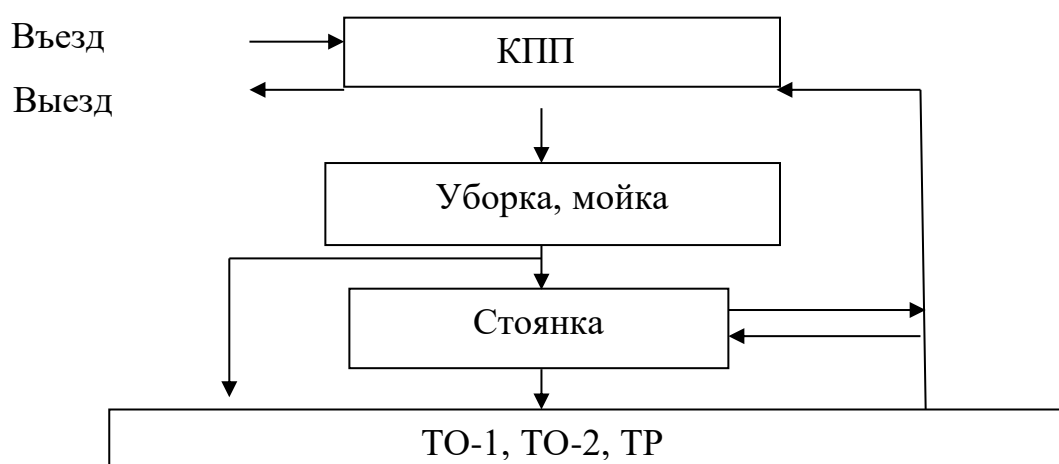 Въезд
КПП
Выезд
Уборка, мойка
Стоянка
ТО-1, ТО-2, ТР